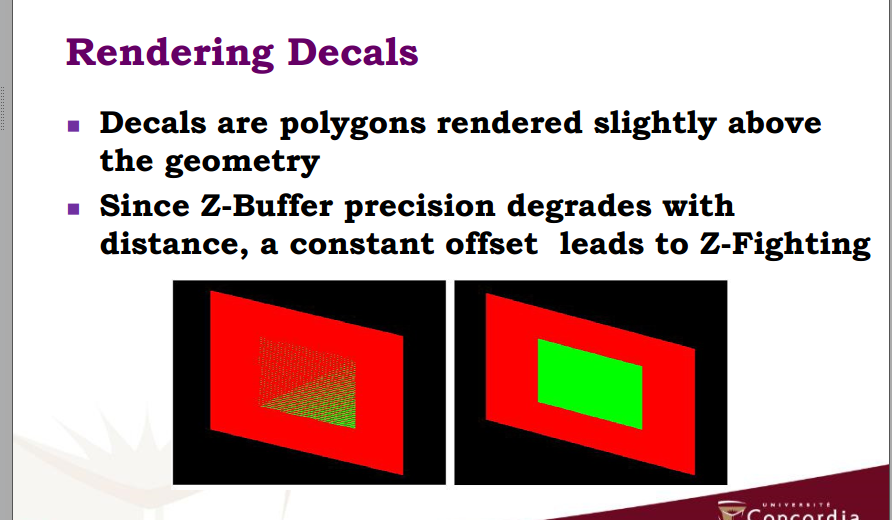 Rendering Decals
Decals are polygons rendered slightly above
the geometry
Since Z-Buffer precision degrades with
distance, a constant offset leads to Z-Fighting
UNIVERSITÉ
Concordia